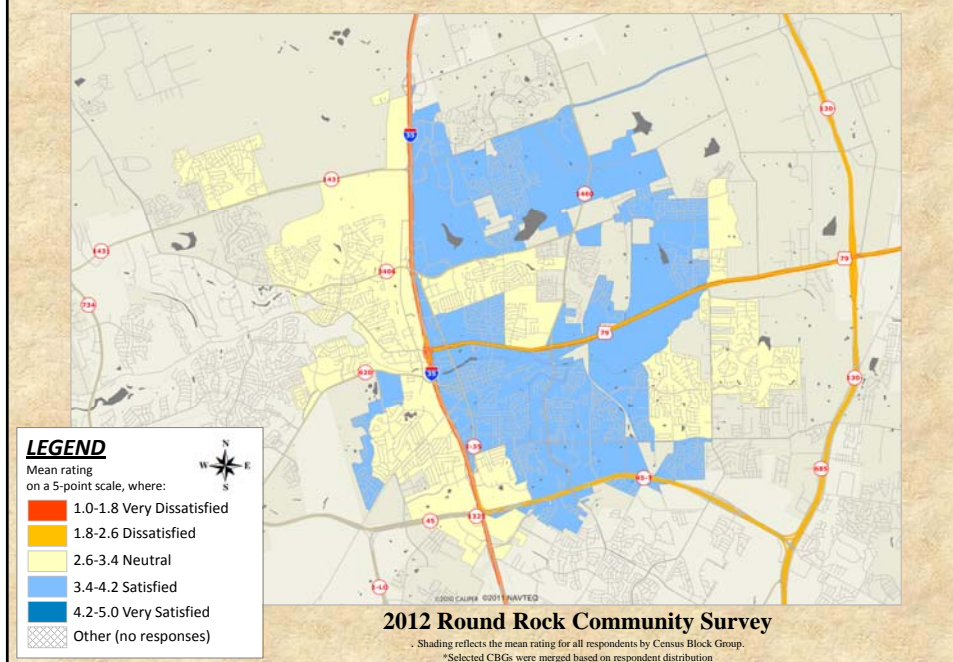 130
35
1431
1460
1431
79
3406
734
79
35
620
130
I-35
45-T
685
45
1325
©2010 CALIPER ©2011 NAVTEQ
LEGEND
N
W E
S
Mean rating
on a 5-point scale, where:
1.0-1.8 Very Dissatisfied
1.8-2.6 Dissatisfied
2.6-3.4 Neutral
3.4-4.2 Satisfied
4.2-5.0 Very Satisfied
Other (no responses)
2012 Round Rock Community Survey
. Shading reflects the mean rating for all respondents by Census Block Group.
*Selected CBGs were merged based on respondent distribution